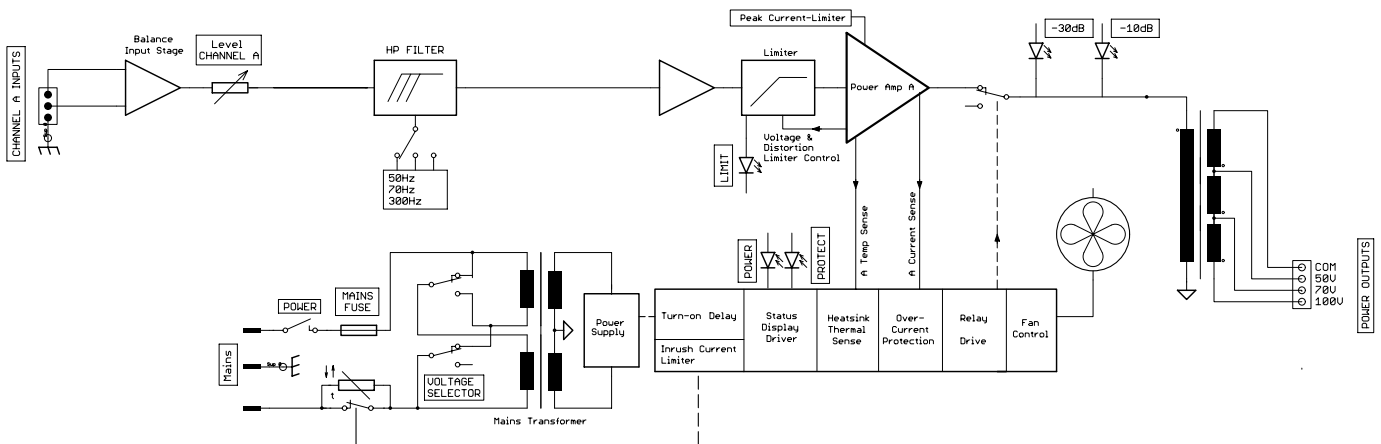 Peak Current-Limiter
-30dB
-10dB
Balance
Input Stage
Level
CHANNEL A
HP FILTER
Limiter
CHANNEL A INPUTS
Power Amp A
Voltage &
Distortion
Limiter Control
LIMIT
50Hz
70Hz
300Hz
A Temp Sense
A Current Sense
POWER
PROTECT
COM
50V
70V
100V
POWER OUTPUTS
POWER
MAINS
FUSE
Mains
t
VOLTAGE
SELECTOR
Mains Transformer
Power
Supply
Turn-on Delay
Inrush Current
Limiter
Status
Display
Driver
Heatsink
Thermal
Sense
Over-
Current
Protection
Relay
Drive
Fan
Control